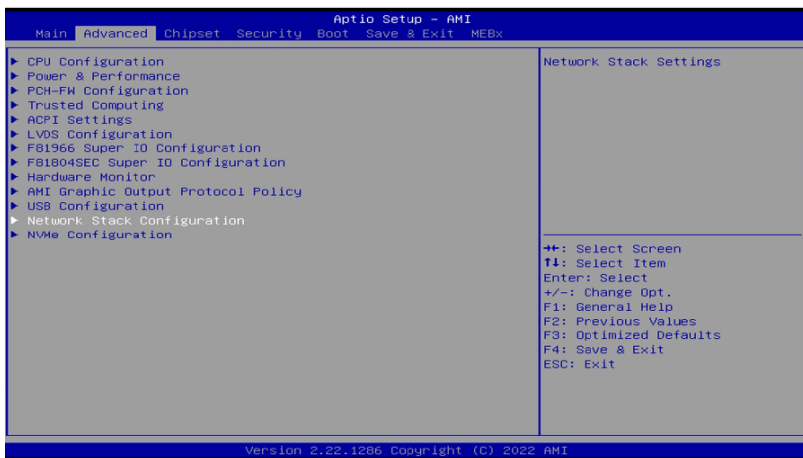 Aptio Setup – AMI
Main Advanced Chipset Security Boot Save & Exit MEBx
▶ CPU Configuration
▶ Power & Performance
▶ PCH-FW Configuration
▶ Trusted Computing
▶ ACPI Settings
▶ LVDS Configuration
▶ F81966 Super IO Configuration
▶ F81804SEC Super IO Configuration
▶ Hardware Monitor
▶ AMI Graphic Output Protocol Policy
▶ USB Configuration
▶ Network Stack Configuration
▶ NVMe Configuration
Network Stack Settings
→←: Select Screen
↑↓: Select Item
Enter: Select
+/-: Change Opt.
F1: General Help
F2: Previous Values
F3: Optimized Defaults
F4: Save & Exit
ESC: Exit
Version 2.22.1286 Copyright (C) 2022 AMI